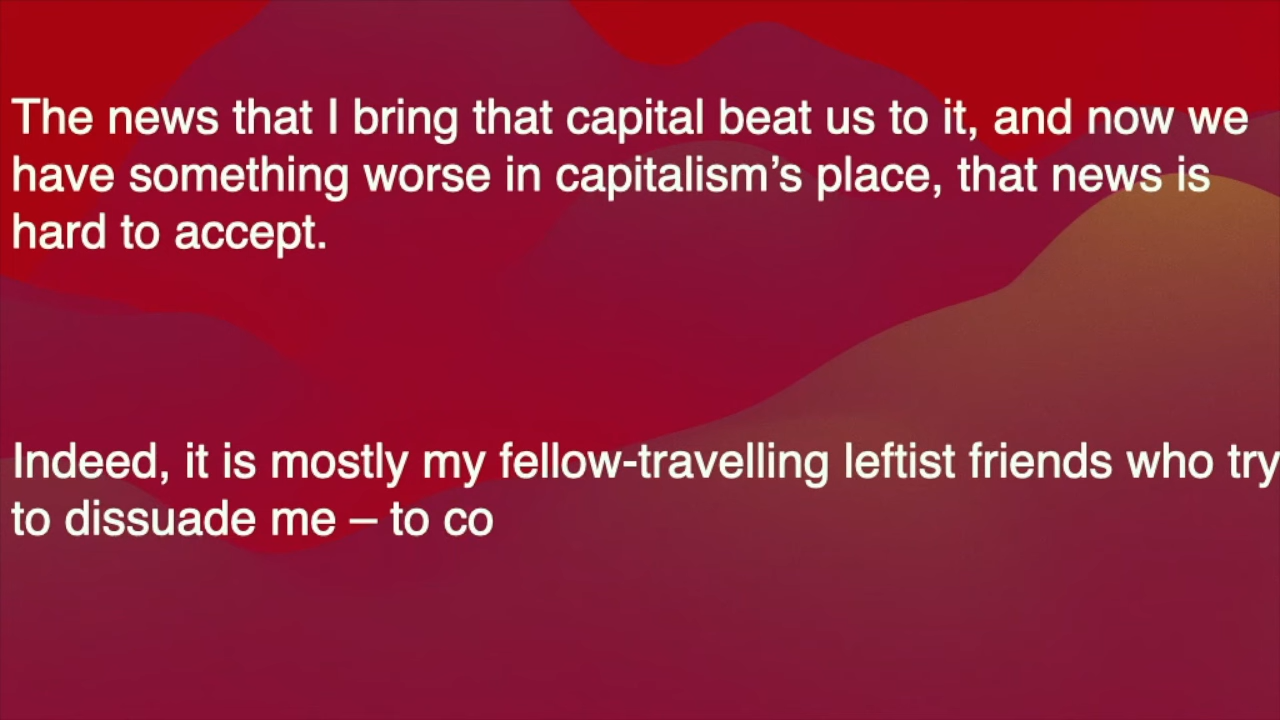 The news that I bring that capital beat us to it, and now we
have something worse in capitalism’s place, that news is
hard to accept.
Indeed, it is mostly my fellow-travelling leftist friends who try
to dissuade me – to co